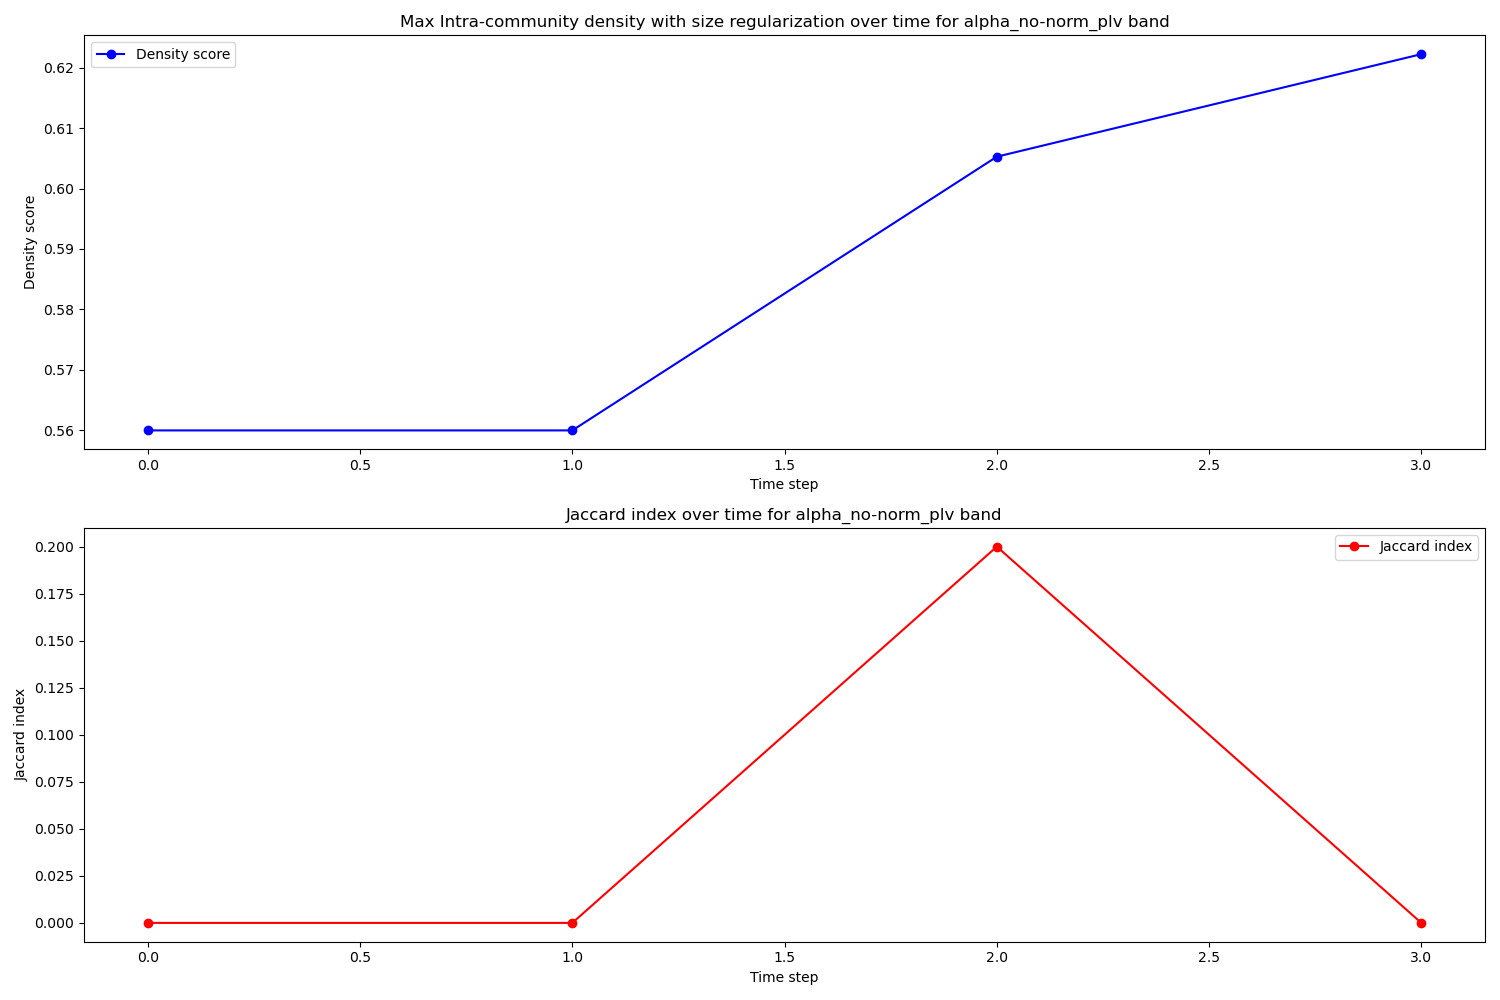 Max Intra-community density with size regularization over time for alpha_no-norm_plv band
Density score
0.62
0.61
0.60
0.59
0.58
0.57
0.56
Density score
0.0 0.5 1.0 1.5 2.0 2.5 3.0
Time step
Jaccard index over time for alpha_no-norm_plv band
Jaccard index
0.200
0.175
0.150
0.125
0.100
0.075
0.050
0.025
0.000
Jaccard index
0.0 0.5 1.0 1.5 2.0 2.5 3.0
Time step